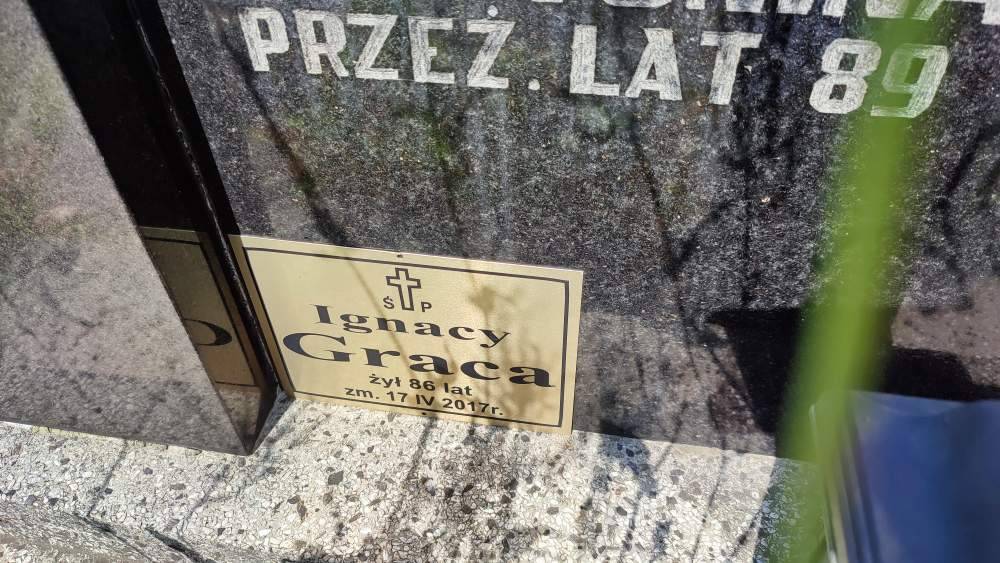 PRZEŻ. LAT 89
Ś P
Ignacy
Graca
żył 86 lat
zm. 17 IV 2017r.